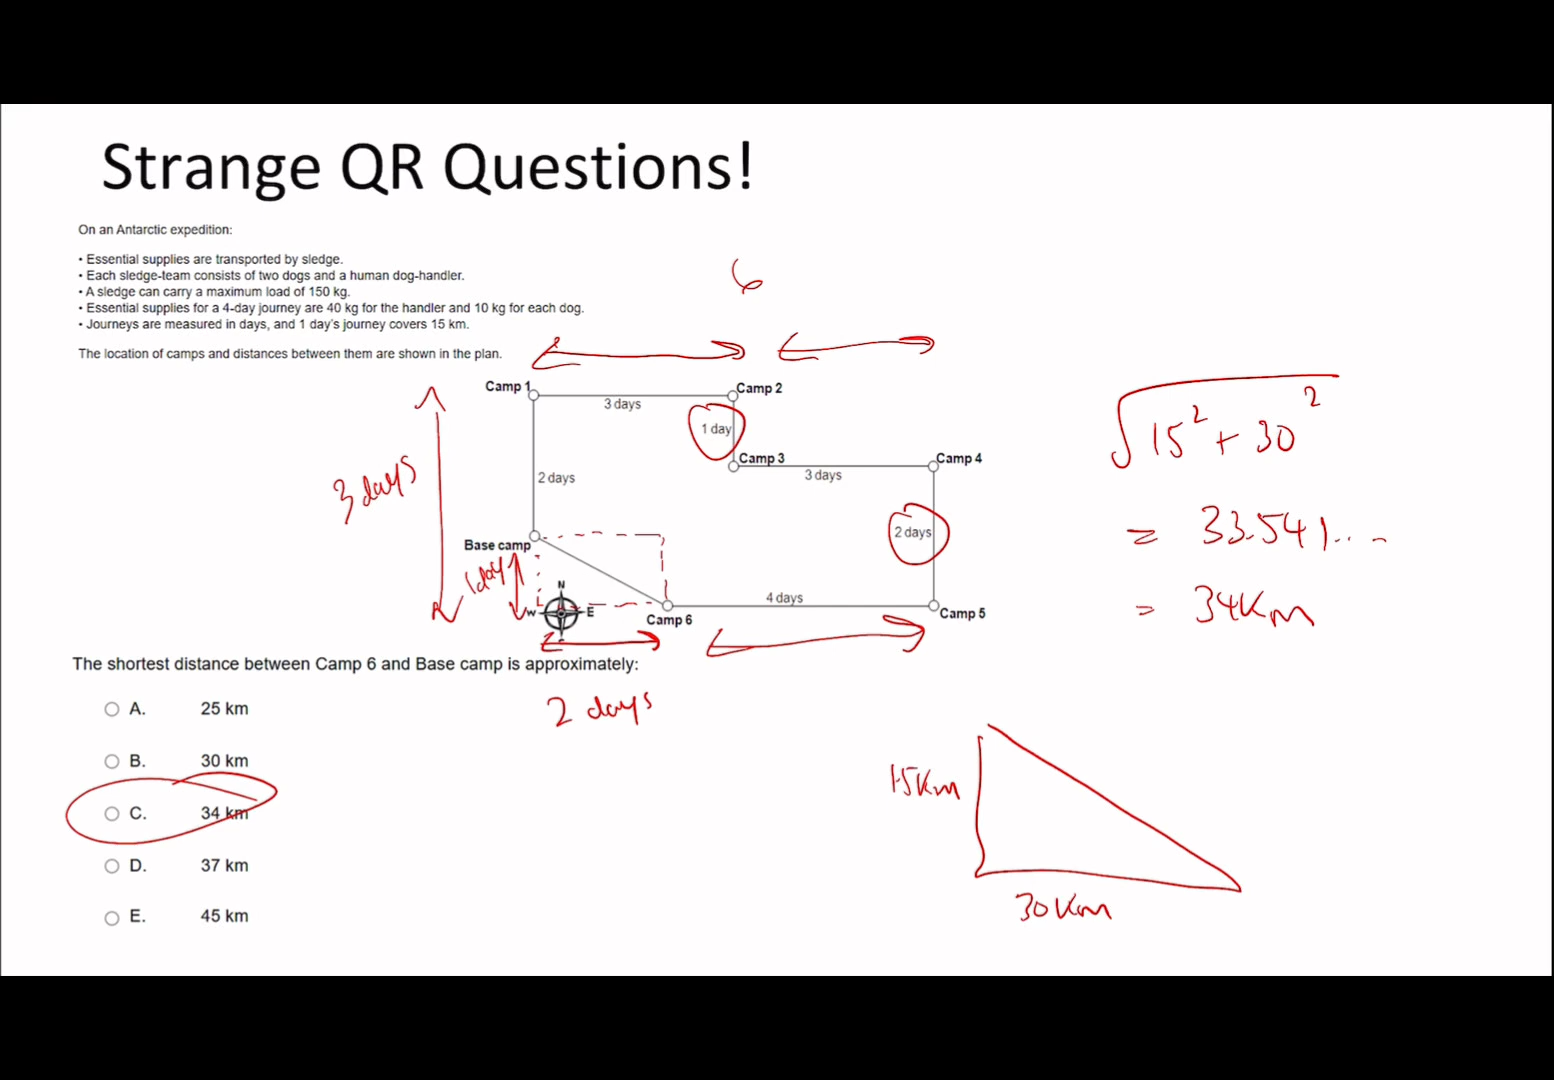 Strange QR Questions!
On an Antarctic expedition:
• Essential supplies are transported by sledge.
• Each sledge-team consists of two dogs and a human dog-handler.
• A sledge can carry a maximum load of 150 kg.
• Essential supplies for a 4-day journey are 40 kg for the handler and 10 kg for each dog.
• Journeys are measured in days, and 1 day's journey covers 15 km.
The location of camps and distances between them are shown in the plan.
6
Camp 1
Camp 2
3 days
1 day
Camp 3
Camp 4
3 days
2 days
3 days
2 days
Base camp
1 day
N
W
E
4 days
Camp 6
Camp 5
2 days
√15² + 30²
= 33.541...
= 34Km
15Km
30Km
The shortest distance between Camp 6 and Base camp is approximately:
A. 25 km
B. 30 km
C. 34 km
D. 37 km
E. 45 km